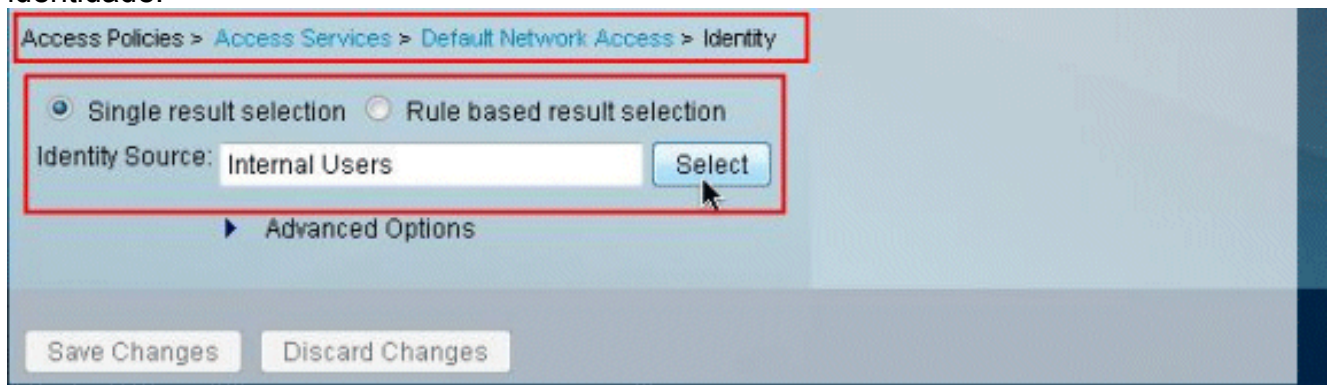 identidade.
Access Policies > Access Services > Default Network Access > Identity
Single result selection Rule based result selection
Identity Source: Internal Users Select
Advanced Options
Save Changes Discard Changes